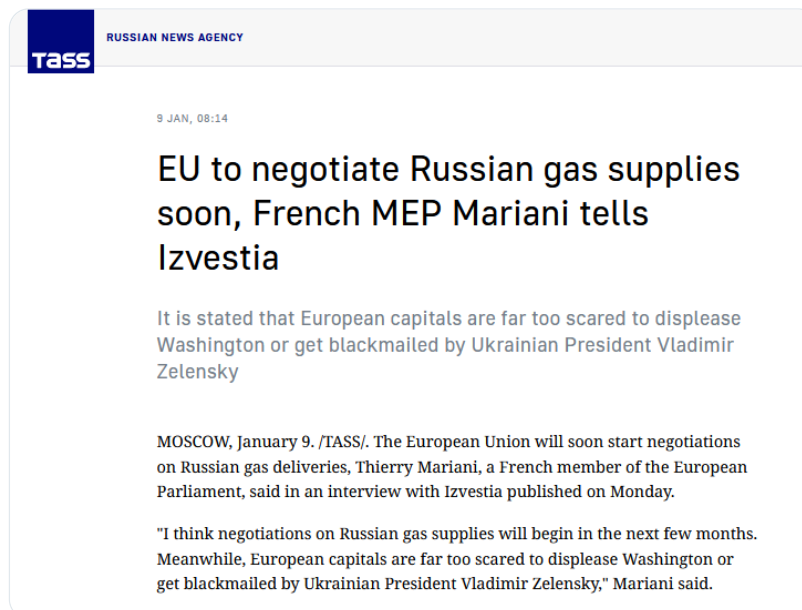 TASS
RUSSIAN NEWS AGENCY
9 JAN, 08:14
EU to negotiate Russian gas supplies
soon, French MEP Mariani tells
Izvestia
It is stated that European capitals are far too scared to displease
Washington or get blackmailed by Ukrainian President Vladimir
Zelensky
MOSCOW, January 9. /TASS/. The European Union will soon start negotiations
on Russian gas deliveries, Thierry Mariani, a French member of the European
Parliament, said in an interview with Izvestia published on Monday.
"I think negotiations on Russian gas supplies will begin in the next few months.
Meanwhile, European capitals are far too scared to displease Washington or
get blackmailed by Ukrainian President Vladimir Zelensky," Mariani said.